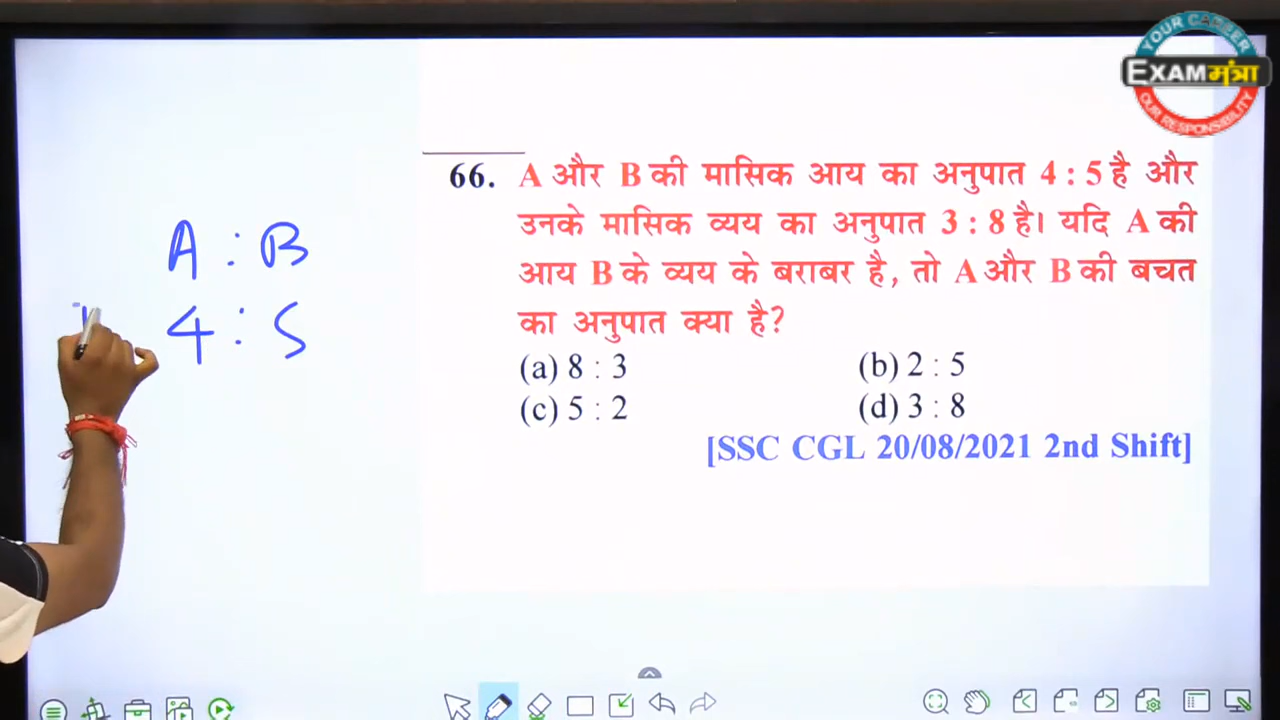 YOUR CAREER
EXAMमंत्रा
OUR RESPONSIBILITY
66. A और B की मासिक आय का अनुपात 4 : 5 है और
उनके मासिक व्यय का अनुपात 3 : 8 है। यदि A की
आय B के व्यय के बराबर है, तो A और B की बचत
का अनुपात क्या है?
(a) 8 : 3 (b) 2 : 5
(c) 5 : 2 (d) 3 : 8
[SSC CGL 20/08/2021 2nd Shift]
A : B
4 : 5